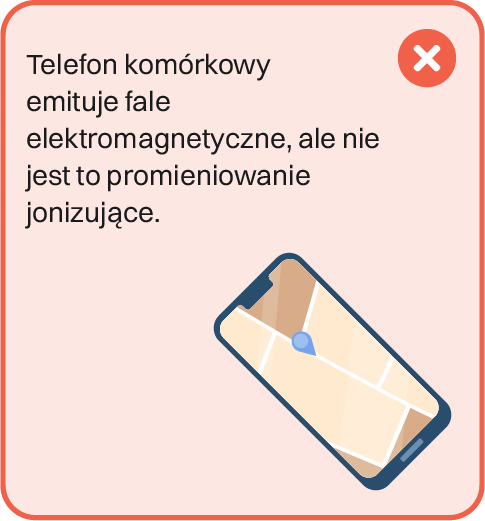 Telefon komórkowy
emituje fale
elektromagnetyczne, ale nie
jest to promieniowanie
jonizujące.